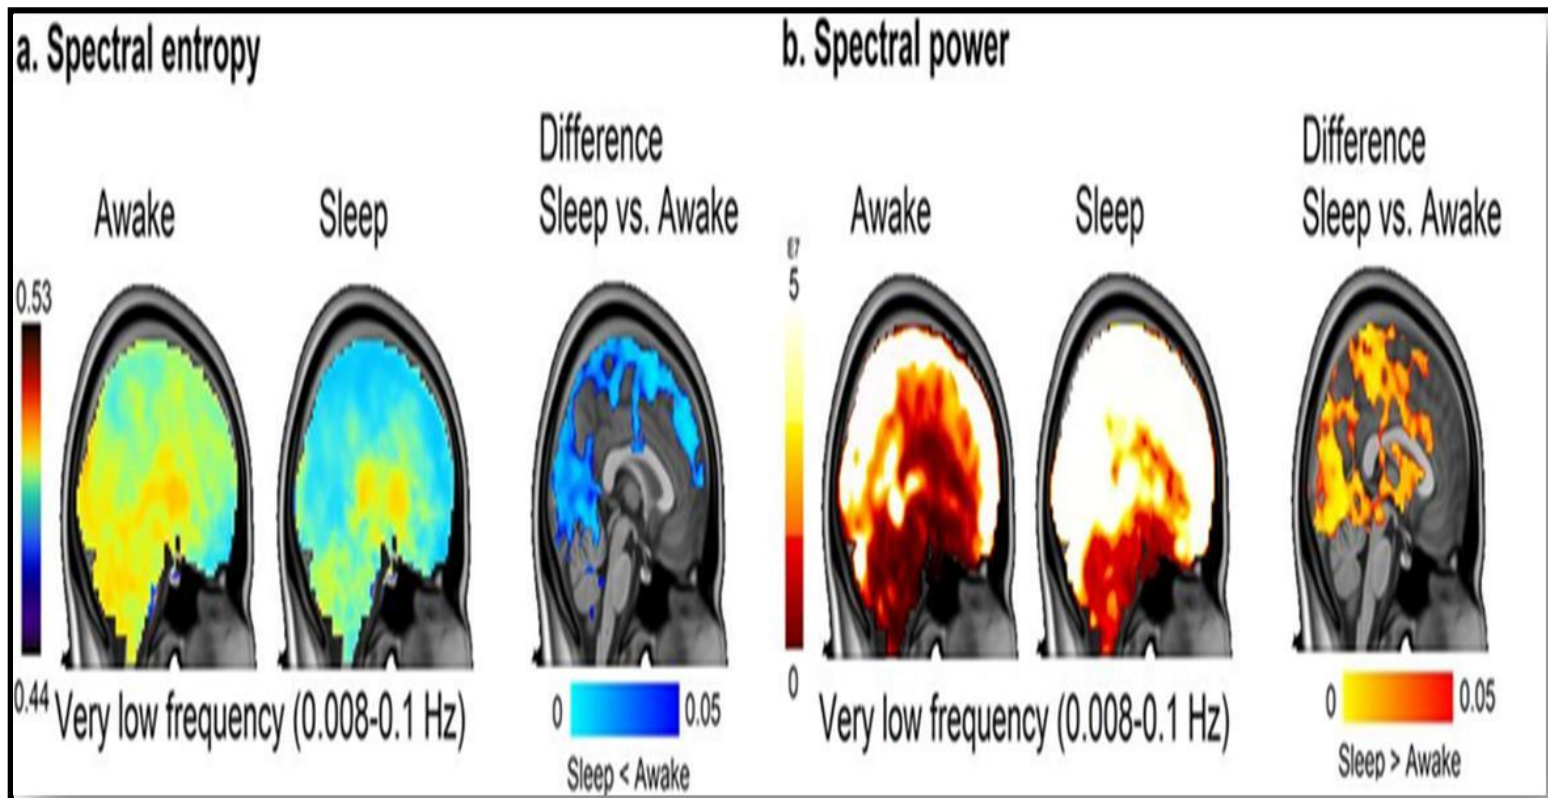 a. Spectral entropy
Awake
Sleep
Difference
Sleep vs. Awake
0.53
0.44
Very low frequency (0.008-0.1 Hz)
0
0.05
Sleep < Awake
b. Spectral power
Awake
Sleep
Difference
Sleep vs. Awake
E7
5
0
Very low frequency (0.008-0.1 Hz)
0
0.05
Sleep > Awake